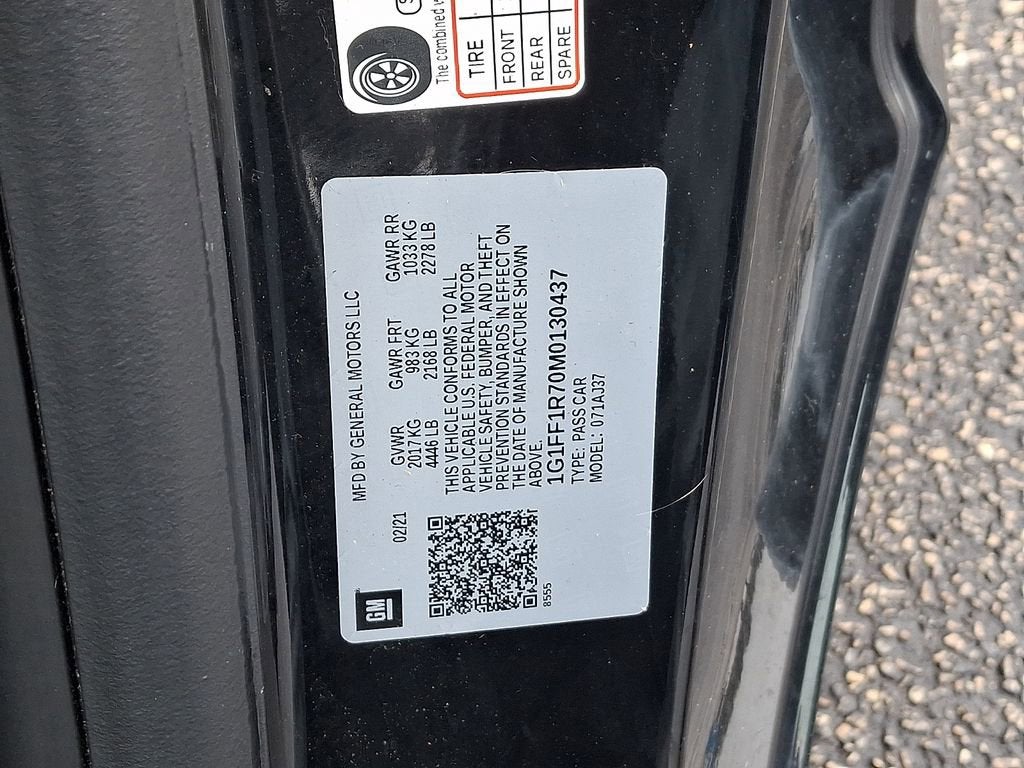 The combined
TIRE
FRONT
REAR
SPARE
GM
MFD BY GENERAL MOTORS LLC
02/21 GVWR GAWR FRT GAWR RR
2017 KG 983 KG 1033 KG
4446 LB 2168 LB 2278 LB
THIS VEHICLE CONFORMS TO ALL
APPLICABLE U.S. FEDERAL MOTOR
VEHICLE SAFETY, BUMPER, AND THEFT
PREVENTION STANDARDS IN EFFECT ON
THE DATE OF MANUFACTURE SHOWN
ABOVE.
1G1FF1R70M0130437
TYPE: PASS CAR
MODEL: 071AJ37
8555